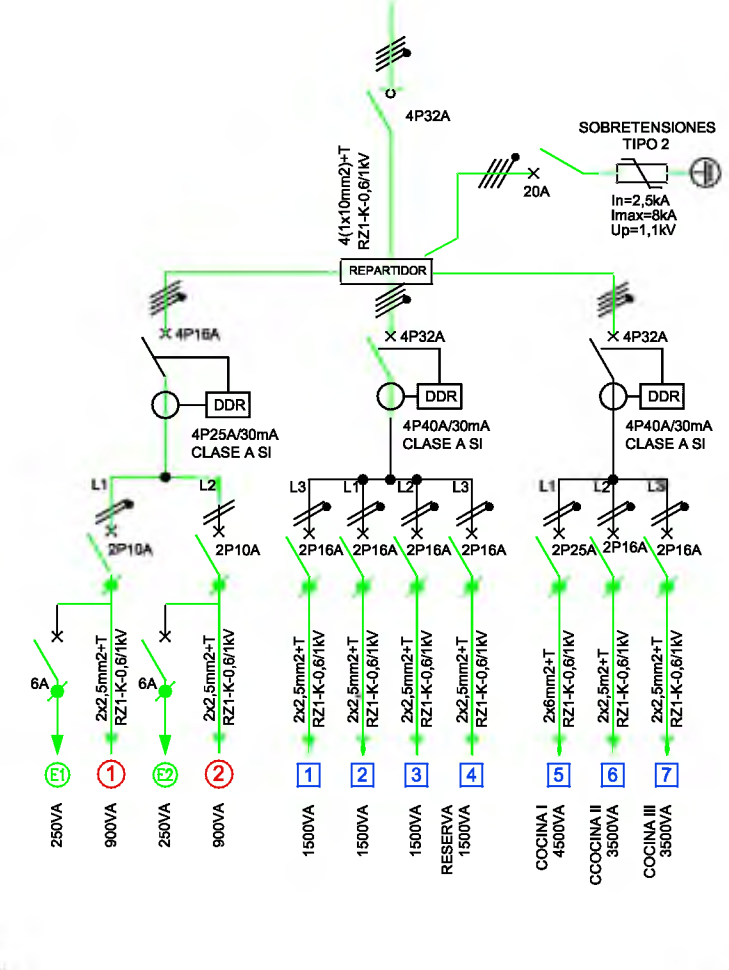 4P32A
4(1x10mm2)+T
RZ1-K-0,6/1kV
SOBRETENSIONES
TIPO 2
20A
In=2,5kA
Imax=8kA
Up=1,1kV
REPARTIDOR
4P16A
4P32A
4P32A
DDR
DDR
DDR
4P25A/30mA
CLASE A SI
4P40A/30mA
CLASE A SI
4P40A/30mA
CLASE A SI
L1
L2
L3
L1
L2
L3
L1
L2
L3
2P10A
2P10A
2P16A
2P16A
2P16A
2P16A
2P25A
2P16A
2P16A
6A
6A
2x2,5mm2+T
RZ1-K-0,6/1kV
2x2,5mm2+T
RZ1-K-0,6/1kV
2x2,5mm2+T
RZ1-K-0,6/1kV
2x2,5mm2+T
RZ1-K-0,6/1kV
2x2,5mm2+T
RZ1-K-0,6/1kV
2x2,5mm2+T
RZ1-K-0,6/1kV
2x6mm2+T
RZ1-K-0,6/1kV
2x2,5m2+T
RZ1-K-0,6/1kV
2x2,5mm2+T
RZ1-K-0,6/1kV
E1
1
E2
2
1
2
3
4
5
6
7
250VA
900VA
250VA
900VA
1500VA
1500VA
1500VA
RESERVA
1500VA
COCINA I
4500VA
CCOCINA II
3500VA
COCINA III
3500VA